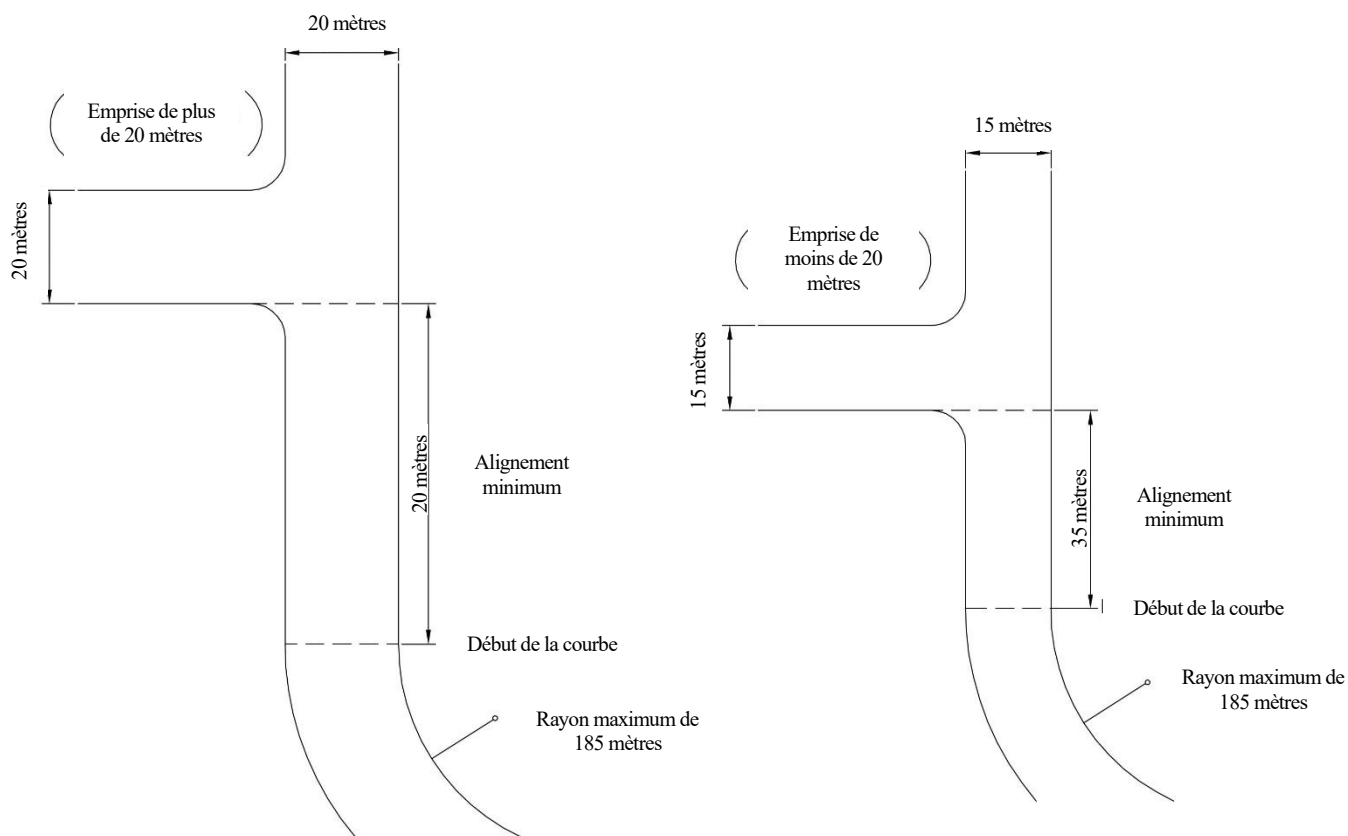 20 mètres
Emprise de plus
de 20 mètres
20 mètres
20 mètres
Alignement
minimum
Début de la courbe
Rayon maximum de
185 mètres
15 mètres
Emprise de
moins de 20
mètres
15 mètres
35 mètres
Alignement
minimum
Début de la courbe
Rayon maximum de
185 mètres